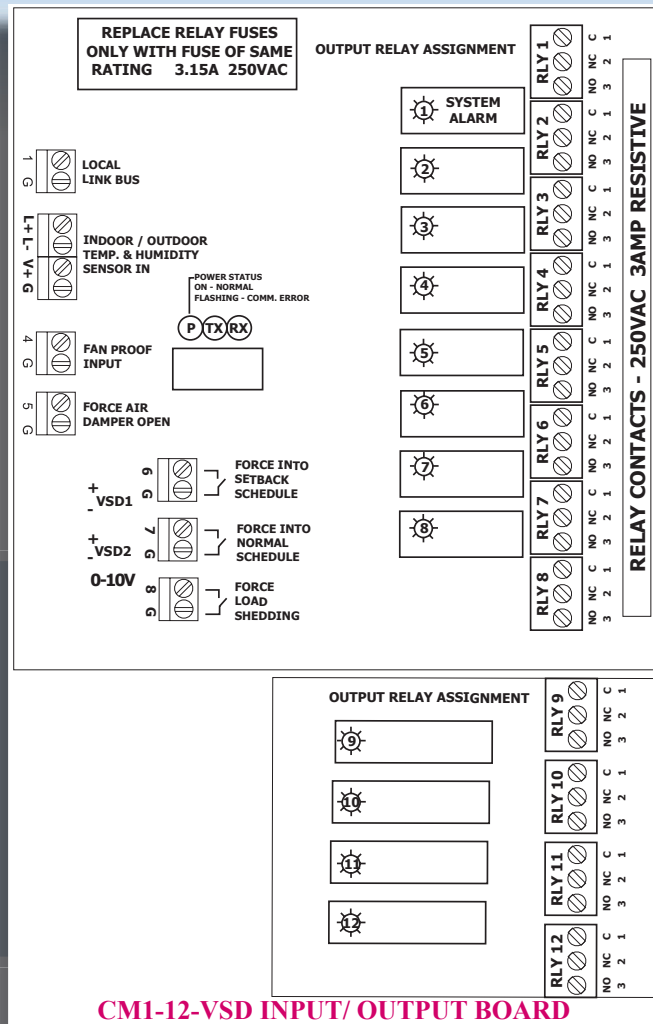 REPLACE RELAY FUSES
ONLY WITH FUSE OF SAME
RATING 3.15A 250VAC
OUTPUT RELAY ASSIGNMENT
1 SYSTEM
ALARM
2
3
4
5
6
7
8
1 G
LOCAL
LINK BUS
L+ L- V+ G
INDOOR / OUTDOOR
TEMP. & HUMIDITY
SENSOR IN
POWER STATUS
ON - NORMAL
FLASHING - COMM. ERROR
P TX RX
4 G
FAN PROOF
INPUT
5 G
FORCE AIR
DAMPER OPEN
+
- VSD1
6 G
FORCE INTO
SETBACK
SCHEDULE
+
- VSD2
7 G
FORCE INTO
NORMAL
SCHEDULE
0-10V
8 G
FORCE
LOAD
SHEDDING
RLY 1
C 1
NC 2
NO 3
RLY 2
C 1
NC 2
NO 3
RLY 3
C 1
NC 2
NO 3
RLY 4
C 1
NC 2
NO 3
RLY 5
C 1
NC 2
NO 3
RLY 6
C 1
NC 2
NO 3
RLY 7
C 1
NC 2
NO 3
RLY 8
C 1
NC 2
NO 3
RELAY CONTACTS - 250VAC 3AMP RESISTIVE
OUTPUT RELAY ASSIGNMENT
9
10
11
12
RLY 9
C 1
NC 2
NO 3
RLY 10
C 1
NC 2
NO 3
RLY 11
C 1
NC 2
NO 3
RLY 12
C 1
NC 2
NO 3
CM1-12-VSD INPUT/ OUTPUT BOARD